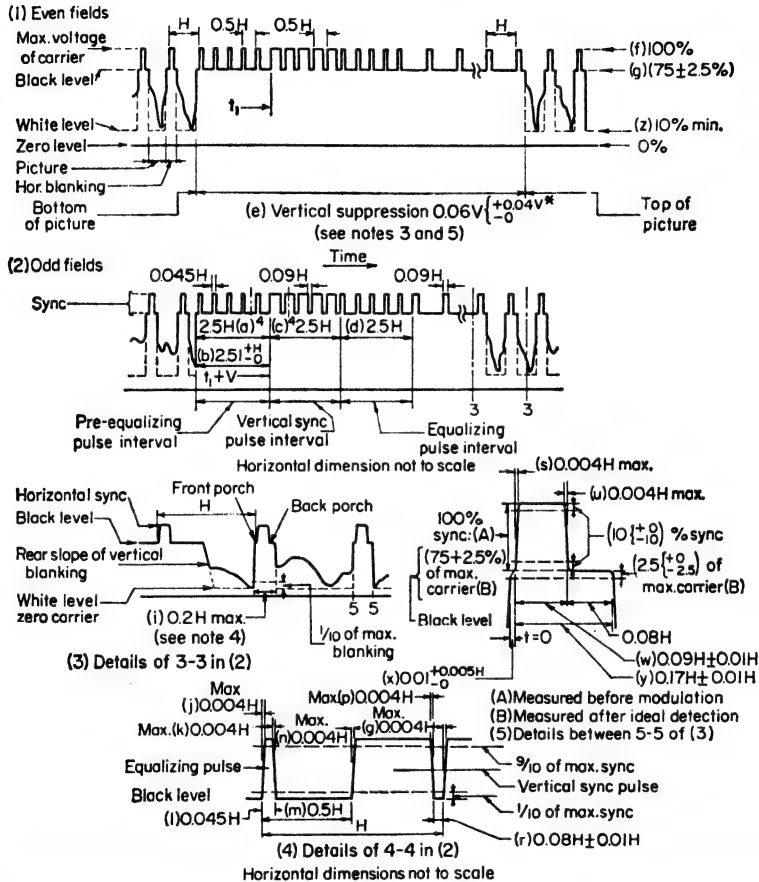 (1) Even fields
Max. voltage
of carrier
Black level
White level
Zero level
Picture
Hor. blanking
Bottom
of picture
H
0.5H
0.5H
H
t₁
(f)100%
(g)(75±2.5%)
(z)10% min.
0%
(e) Vertical suppression 0.06V{+0.04V* -0
(see notes 3 and 5)
Top of
picture
(2) Odd fields
Time
0.045H
0.09H
0.09H
Sync
2.5H(a)⁴
(c)⁴2.5H
(d)2.5H
(b)2.51+H -0
t₁+V
3
3
Pre-equalizing
pulse interval
Vertical sync
pulse interval
Equalizing
pulse interval
Horizontal dimension not to scale
Horizontal sync
Black level
H
Front porch
Back porch
Rear slope of vertical
blanking
White level
zero carrier
(i) 0.2H max.
(see note 4)
1/10 of max.
blanking
5
5
(3) Details of 3-3 in (2)
(s)0.004H max.
(u)0.004H max.
100%
sync:(A)
(75±2.5%)
of max.
carrier(B)
Black level
(10{+0 -10) % sync
(2.5{+0 -2.5) of
max.carrier(B)
t=0
0.08H
(w)0.09H±0.01H
(y)0.17H±0.01H
(x)001+0.005H -0
(A)Measured before modulation
(B)Measured after ideal detection
(5)Details between 5-5 of (3)
Max
(j)0.004H
Max.(k)0.004H
Max.
(n)0.004H
Max.(p)0.004H
Max.
(g)0.004H
Equalizing pulse
Black level
(l)0.045H
(m)0.5H
H
9/10 of max.sync
Vertical sync pulse
1/10 of max.sync
(r)0.08H±0.01H
(4) Details of 4-4 in (2)
Horizontal dimensions not to scale